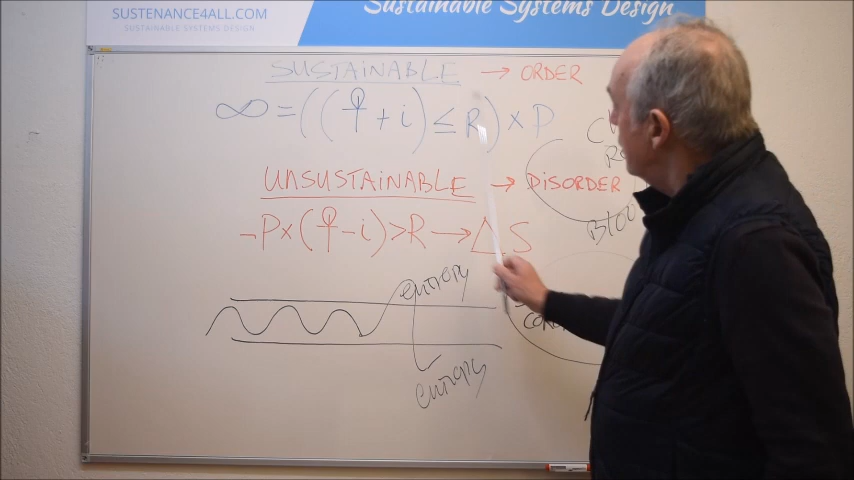 Sustainable Systems Design
SUSTENANCE4ALL.COM
SUSTAINABLE SYSTEMS DESIGN
SUSTAINABLE → ORDER
∞ = ((♀ + i) ≤ R) × P
UNSUSTAINABLE → DISORDER
¬P×(♀-i)>R → ΔS
entropy
entropy